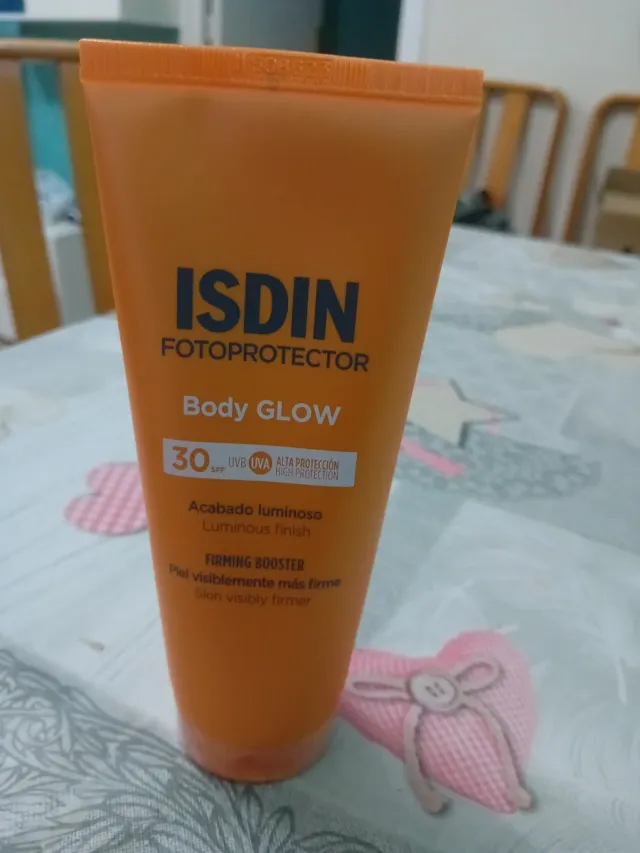 ISDIN
FOTOPROTECTOR
Body GLOW
30 SPF UVB UVA ALTA PROTECCIÓN
HIGH PROTECTION
Acabado luminoso
Luminous finish
FIRMING BOOSTER
Piel visiblemente más firme
Skin visibly firmer